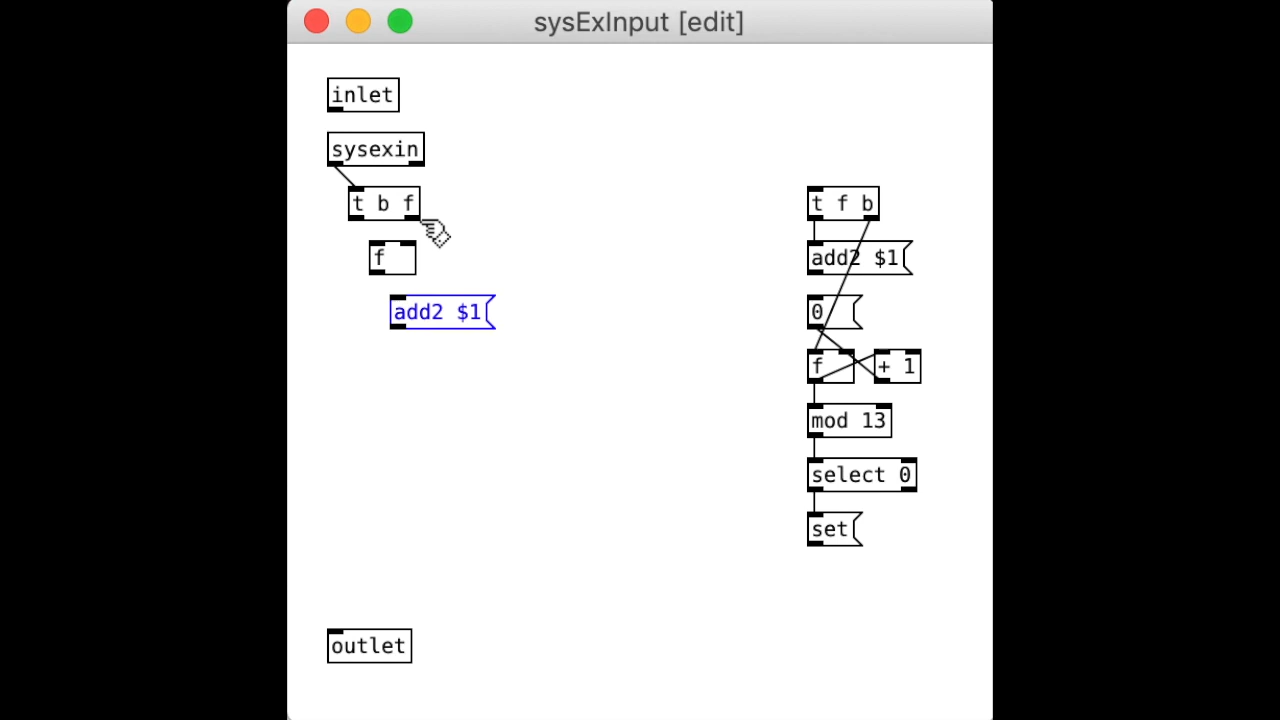 sysExInput [edit]
inlet
sysexin
t b f
t f b
f
add2 $1
add2 $1
0
f
+ 1
mod 13
select 0
set
outlet